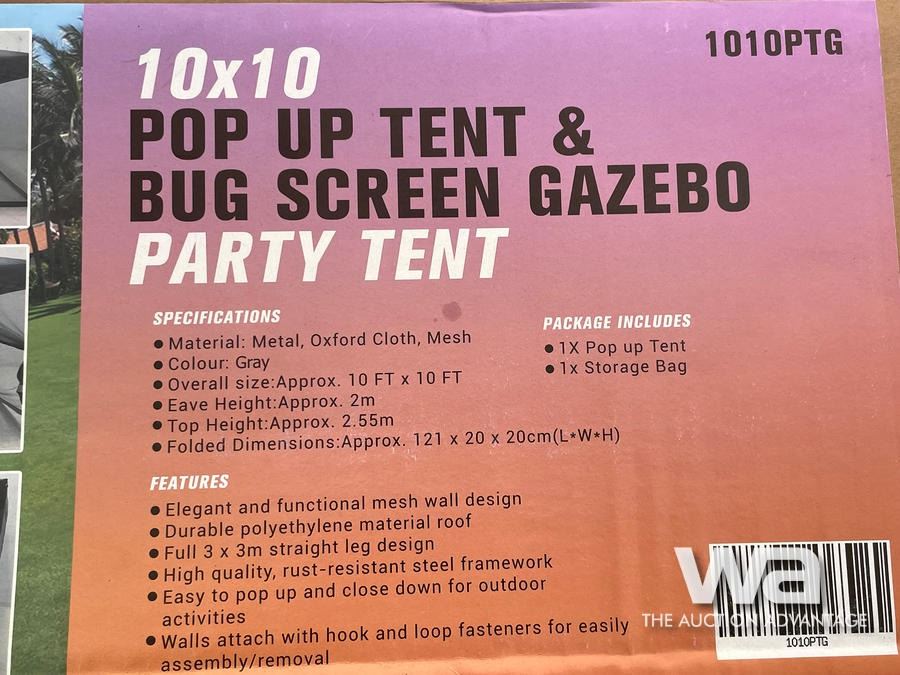 1010PTG
10x10
POP UP TENT &
BUG SCREEN GAZEBO
PARTY TENT
SPECIFICATIONS
● Material: Metal, Oxford Cloth, Mesh
● Colour: Gray
● Overall size:Approx. 10 FT x 10 FT
● Eave Height:Approx. 2m
● Top Height:Approx. 2.55m
● Folded Dimensions:Approx. 121 x 20 x 20cm(L*W*H)
PACKAGE INCLUDES
● 1X Pop up Tent
● 1x Storage Bag
FEATURES
● Elegant and functional mesh wall design
● Durable polyethylene material roof
● Full 3 x 3m straight leg design
● High quality, rust-resistant steel framework
● Easy to pop up and close down for outdoor
activities
● Walls attach with hook and loop fasteners for easily
assembly/removal
wa
THE AUCTION ADVANTAGE
1010PTG